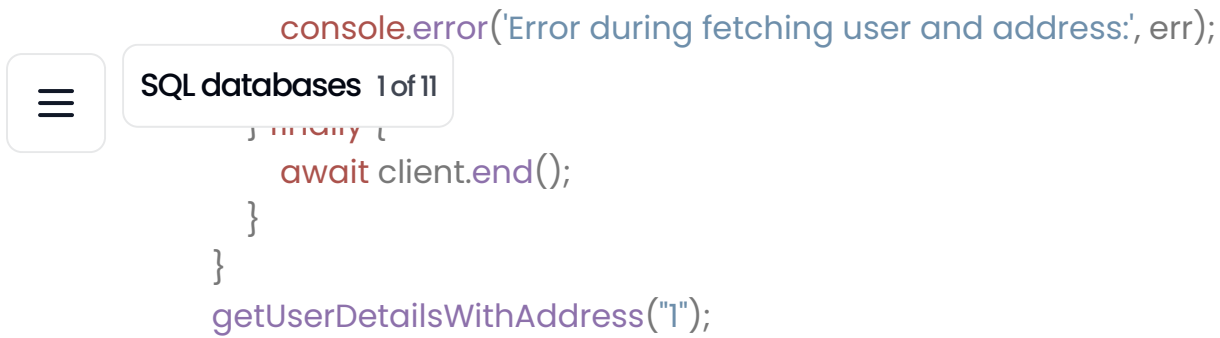 console.error('Error during fetching user and address:', err);
SQL databases 1 of 11
} finally {
await client.end();
}
}
getUserDetailsWithAddress("1");